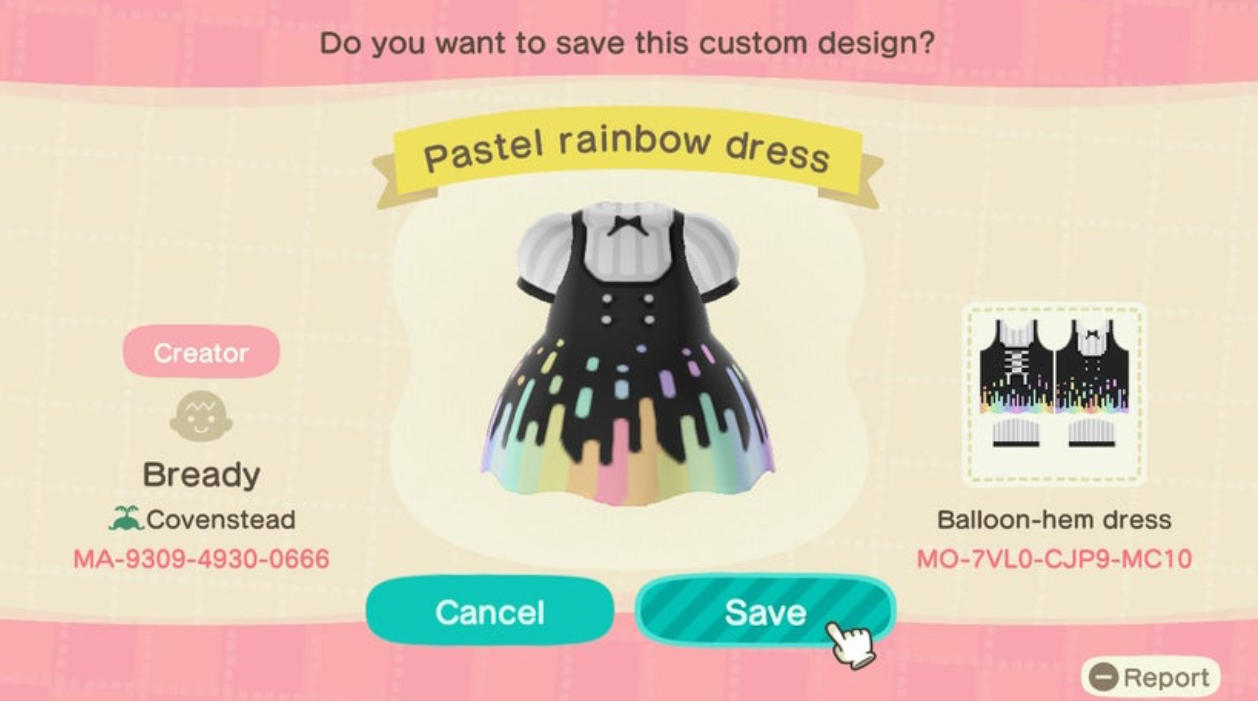 Do you want to save this custom design?
Pastel rainbow dress
Creator
Bready
Covenstead
MA-9309-4930-0666
Balloon-hem dress
MO-7VL0-CJP9-MC10
Cancel
Save
Report